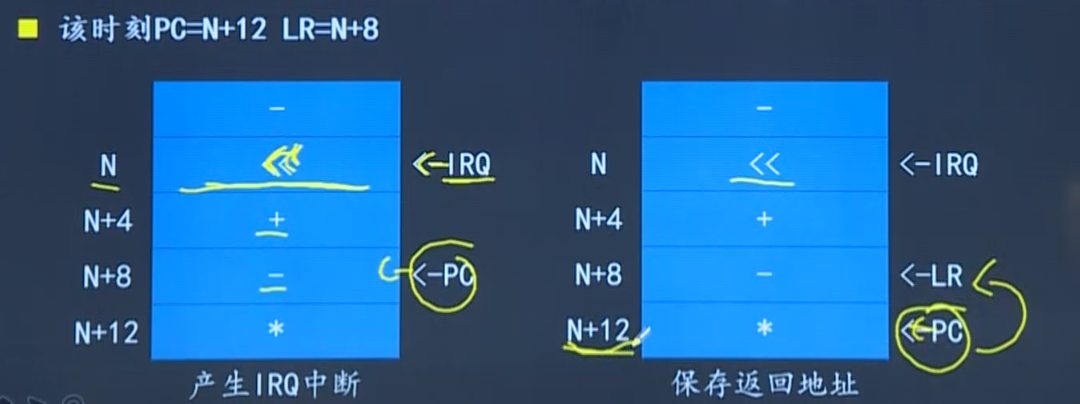 该时刻PC=N+12 LR=N+8
-
N << <-IRQ
N+4 +
N+8 - <-PC
N+12 *
产生IRQ中断
-
N << <-IRQ
N+4 +
N+8 - <-LR
N+12 * <-PC
保存返回地址